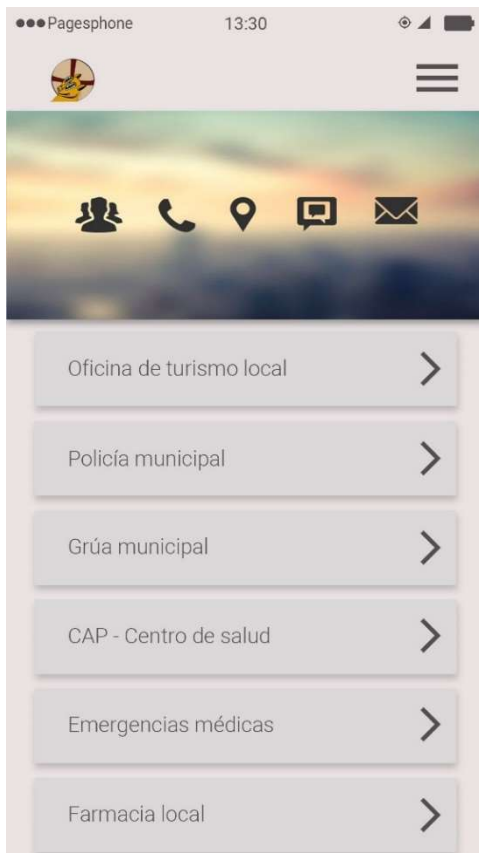 Pagesphone 13:30
Oficina de turismo local
Policía municipal
Grúa municipal
CAP - Centro de salud
Emergencias médicas
Farmacia local